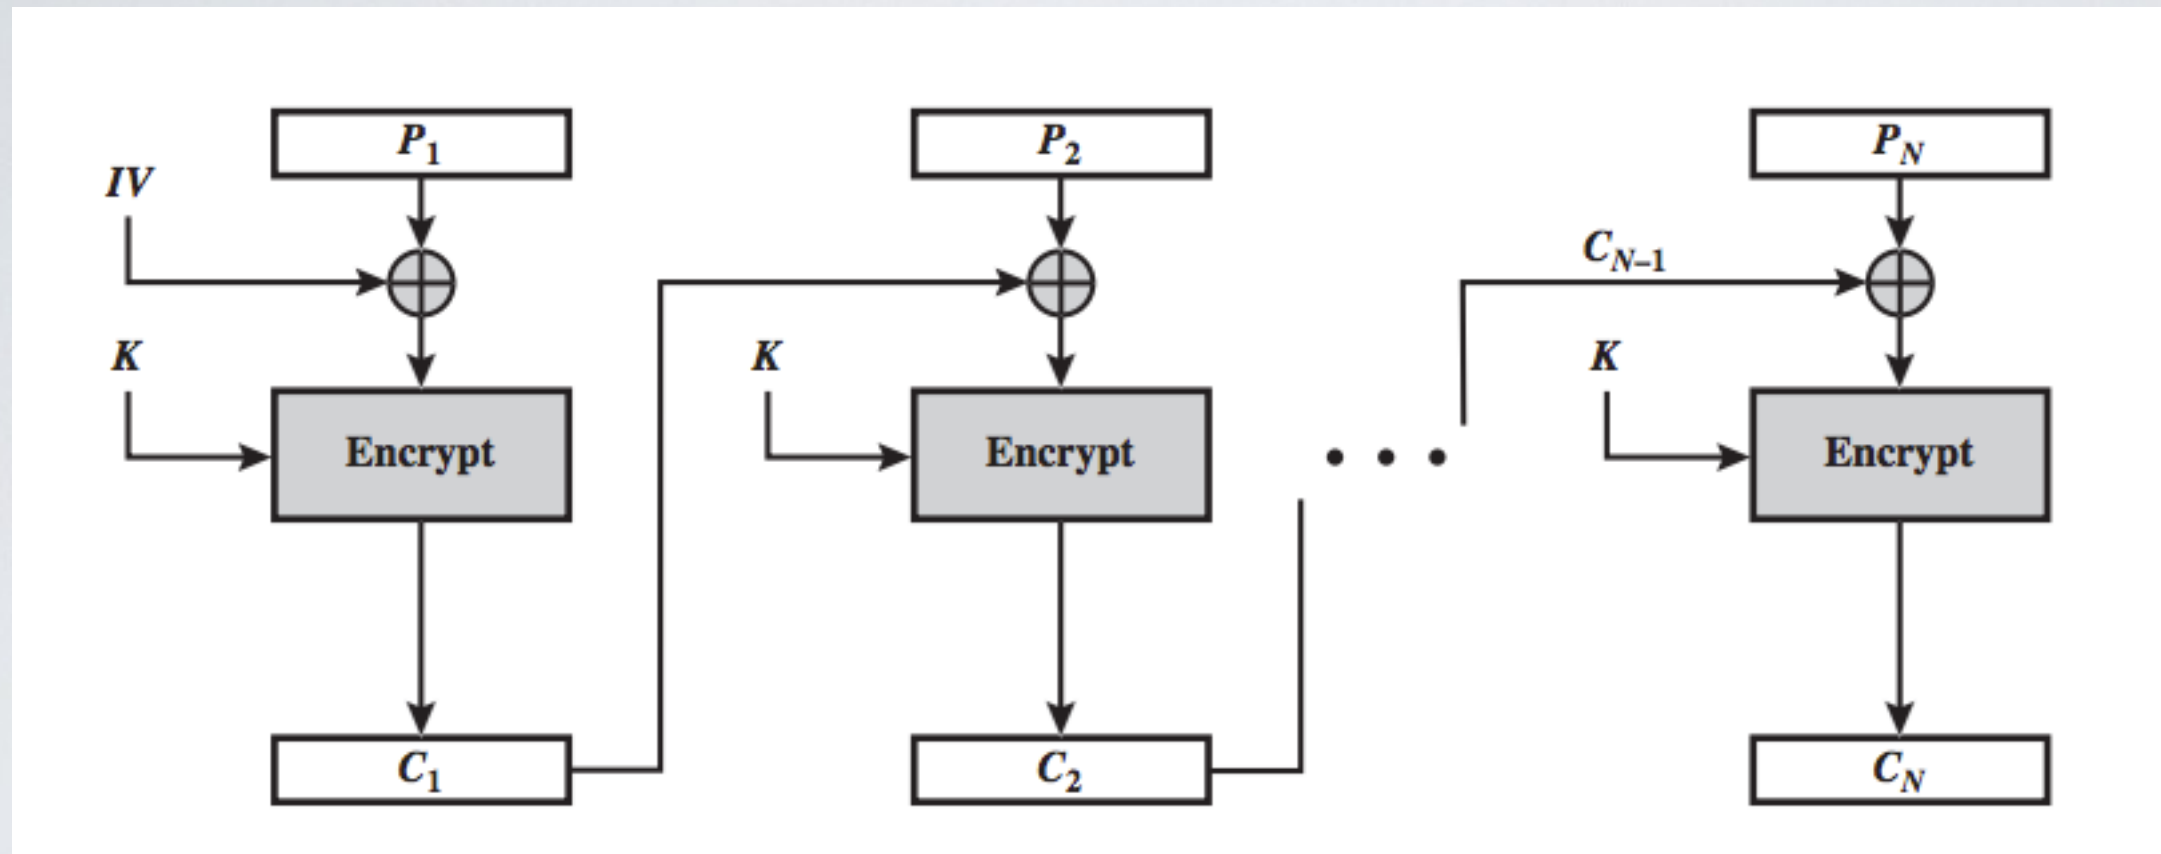 P1 P2 PN
IV
CN–1
K K K
Encrypt Encrypt • • • Encrypt
C1 C2 CN